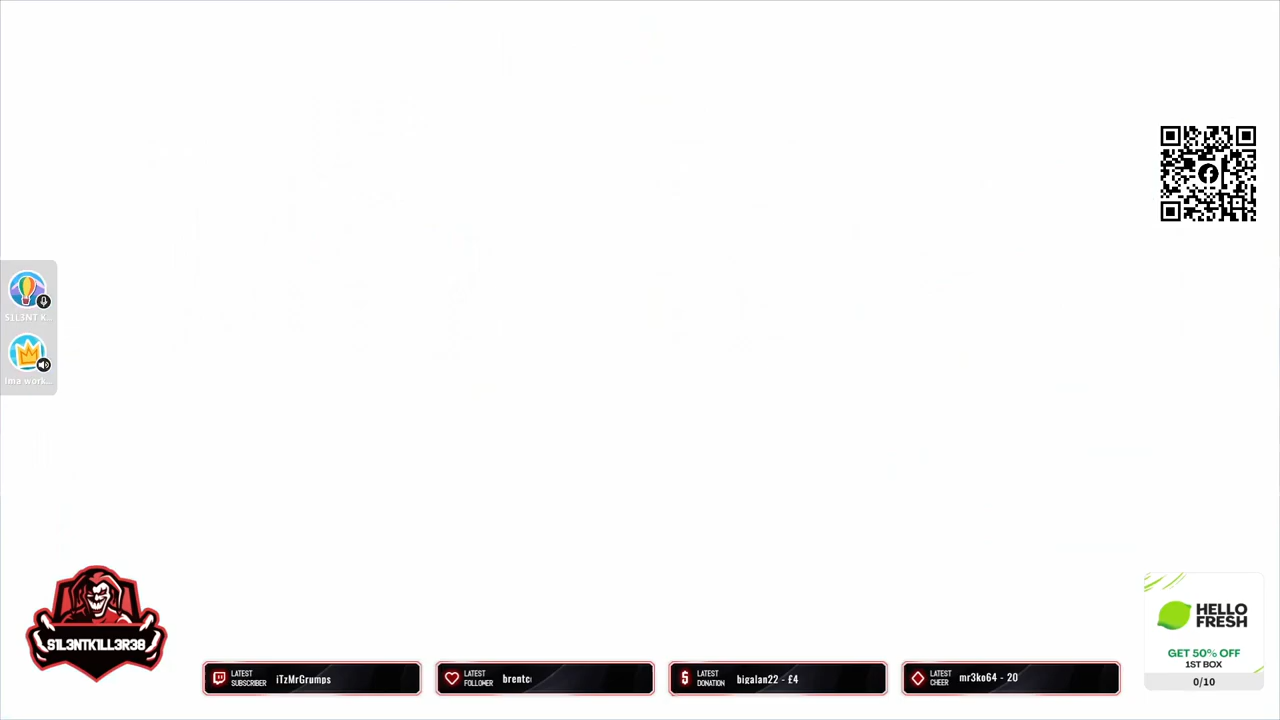 S1L3NT K...
Ima work...
S1L3NTK1LL3R38
LATEST
SUBSCRIBER
iTzMrGrumps
LATEST
FOLLOWER
brentc
LATEST
DONATION
bigalan22 - £4
LATEST
CHEER
mr3ko64 - 20
HELLO
FRESH
GET 50% OFF
1ST BOX
0/10